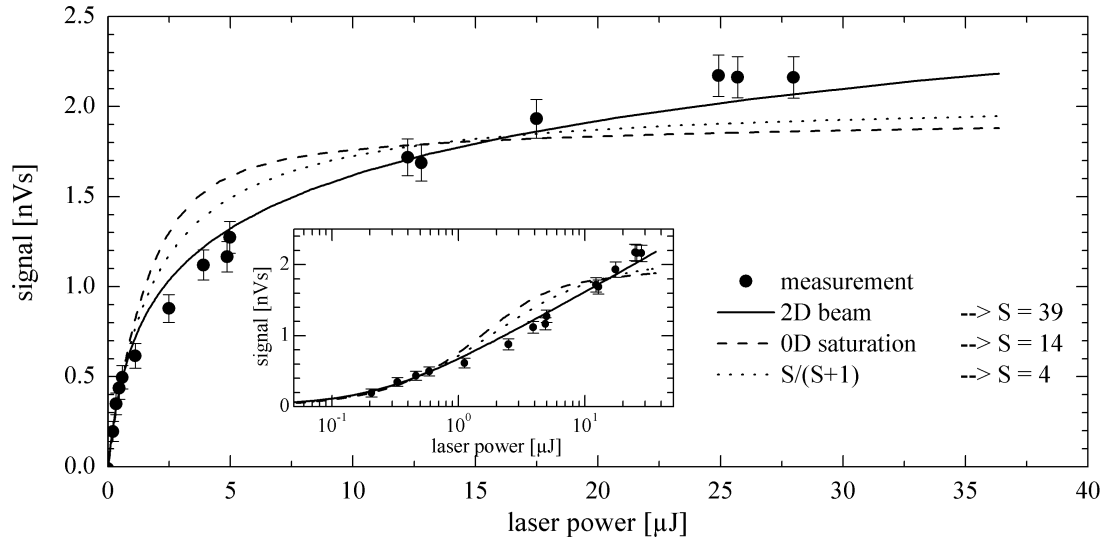 2.5
2.0
1.5
1.0
0.5
0.0
signal [nVs]
0
5
10
15
20
25
30
35
40
laser power [µJ]
2
1
0
signal [nVs]
10⁻¹
10⁰
10¹
laser power [µJ]
measurement
2D beam --> S = 39
0D saturation --> S = 14
S/(S+1) --> S = 4